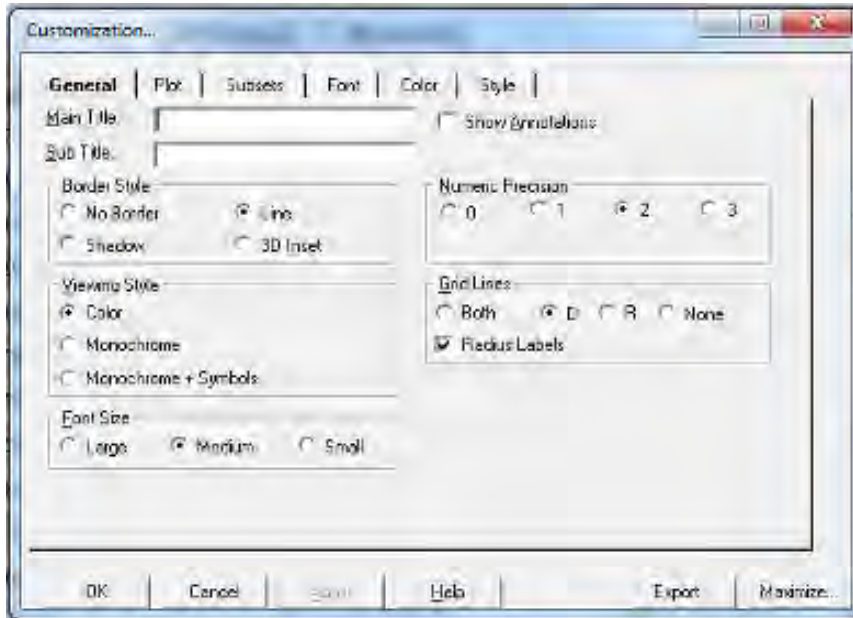 Customization...
General Plot Subsets Font Color Style
Main Title:
Show Annotations
Sub Title:
Border Style
No Border Line
Shadow 3D Inset
Numeric Precision
0 1 2 3
Viewing Style
Color
Monochrome
Monochrome + Symbols
Grid Lines
Both D R None
Radius Labels
Font Size
Large Medium Small
OK Cancel Help Export Maximize...